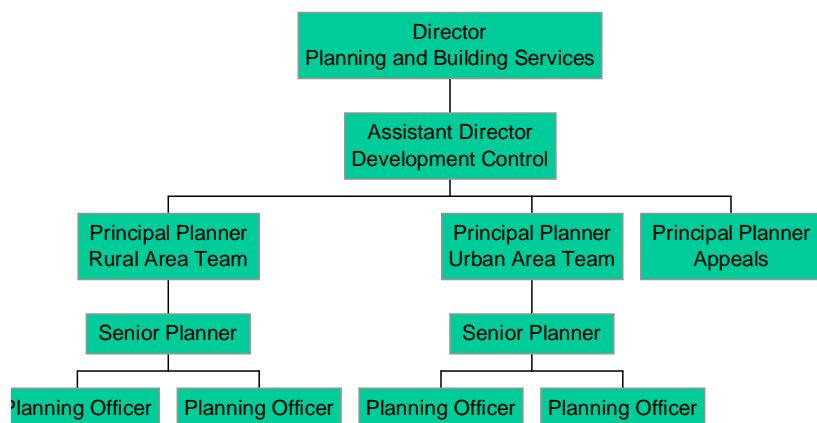 Director
Planning and Building Services
Assistant Director
Development Control
Principal Planner
Rural Area Team
Principal Planner
Urban Area Team
Principal Planner
Appeals
Senior Planner
Senior Planner
Planning Officer
Planning Officer
Planning Officer
Planning Officer